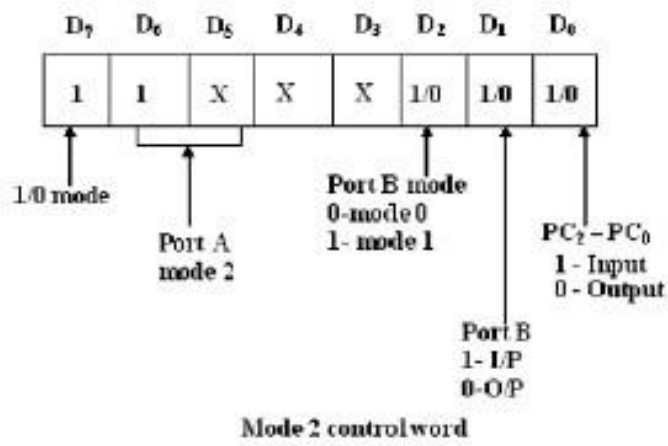 D7 D6 D5 D4 D3 D2 D1 D0
1 1 X X X 1/0 1/0 1/0
1/0 mode
Port A
mode 2
Port B mode
0-mode 0
1- mode 1
PC2 – PC0
1 - Input
0 - Output
Port B
1- I/P
0-O/P
Mode 2 control word